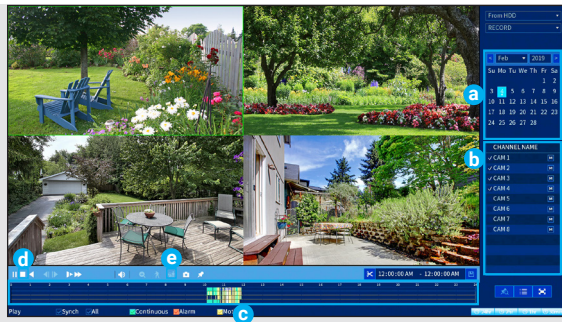 From HDD
RECORD
Feb 2019
Su Mo Tu We Th Fr Sa
1 2
3 4 5 6 7 8 9
10 11 12 13 14 15 16
17 18 19 20 21 22 23
24 25 26 27 28
a
b
CHANNEL NAME
CAM 1
CAM 2
CAM 3
CAM 4
CAM 5
CAM 6
CAM 7
CAM 8
d
e
12:00:00 AM - 12:00:00 AM
Play Synch All Continuous Alarm Mot
c